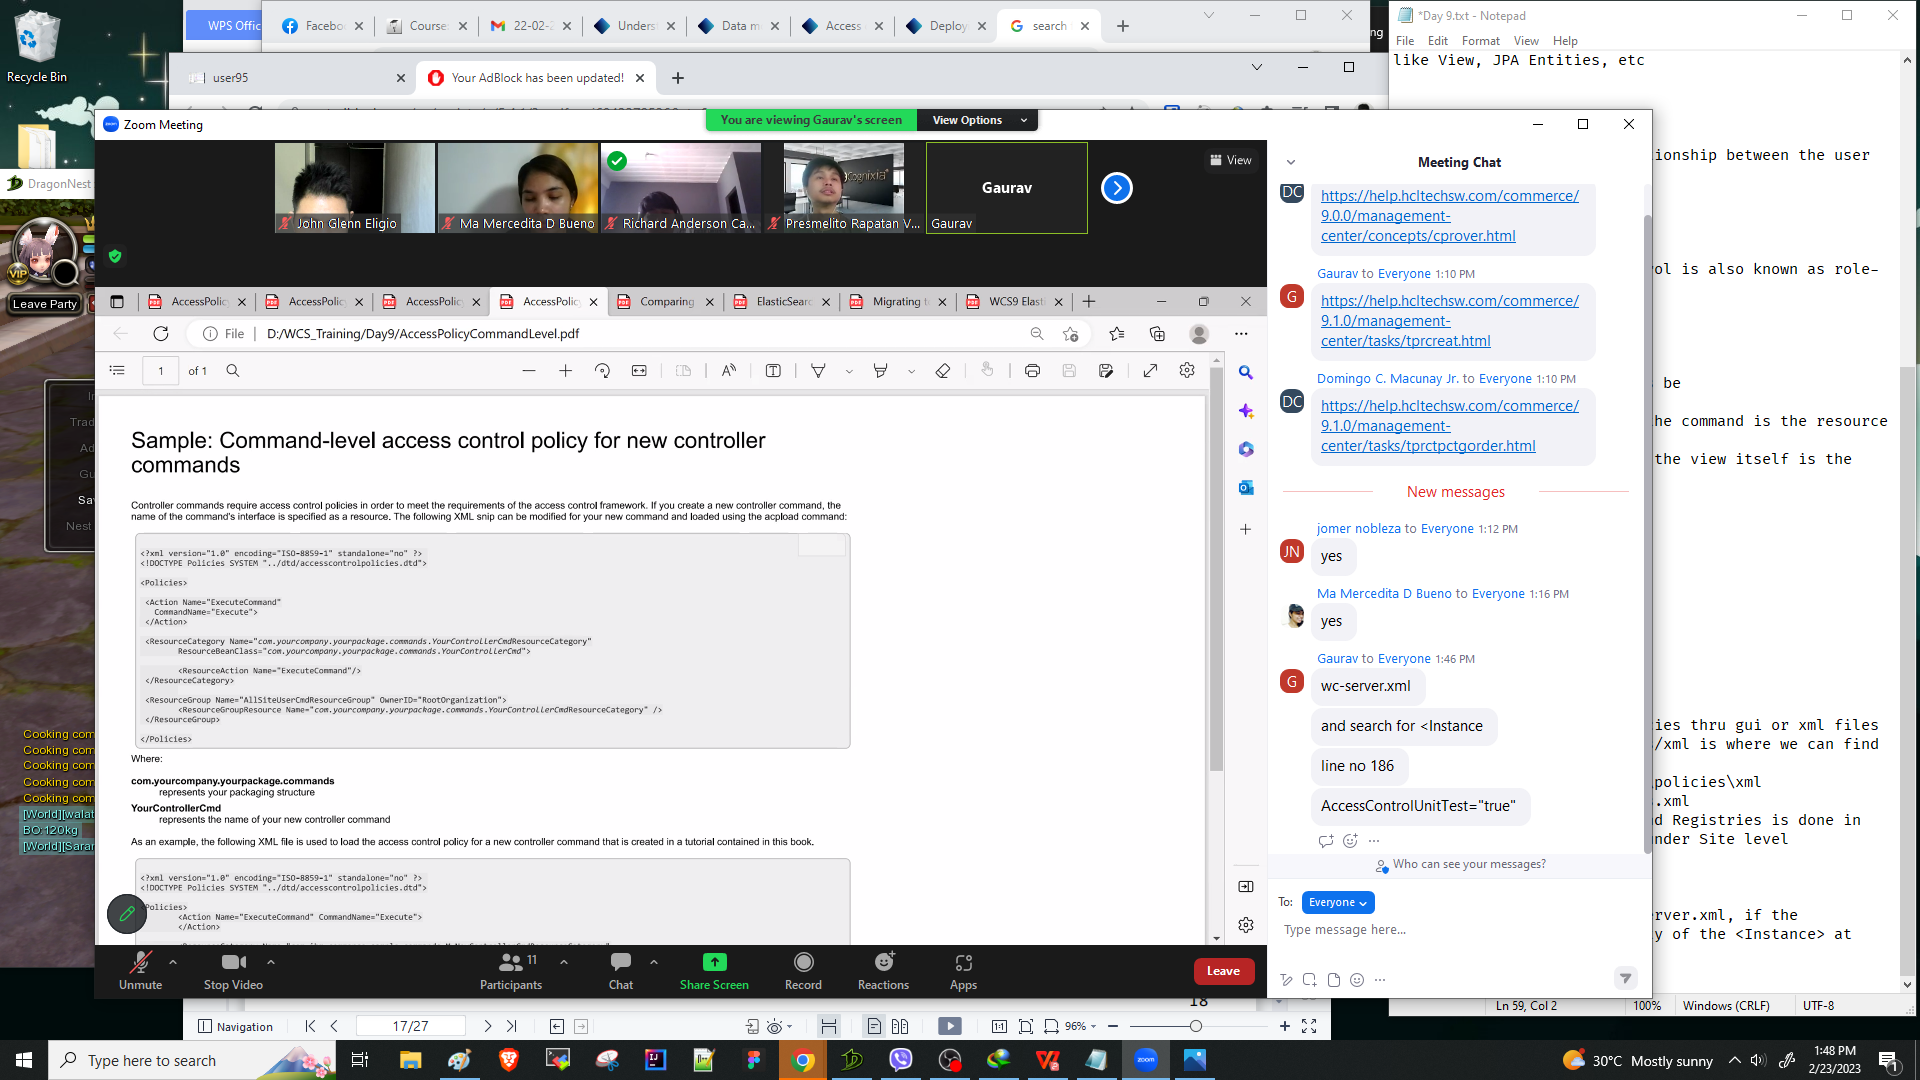 Recycle Bin
WPS Offic
Facebo
Course
22-02-2
Underst
Data m
Access
Deploy
search
user95
Your AdBlock has been updated!
*Day 9.txt - Notepad
File Edit Format View Help
like View, JPA Entities, etc
ionship between the user
ol is also known as role-
be
he command is the resource
the view itself is the
ies thru gui or xml files
/xml is where we can find
policies\xml
.xml
d Registries is done in
under Site level
erver.xml, if the
y of the <Instance> at
Ln 59, Col 2 100% Windows (CRLF) UTF-8
Zoom Meeting
You are viewing Gaurav's screen
View Options
View
John Glenn Eligio
Ma Mercedita D Bueno
Richard Anderson Ca...
Cognixia
Presmelito Rapatan V...
Gaurav
Gaurav
DragonNest
VIP
Leave Party
Trad
Ad
Gu
Sav
Nest
Cooking com
Cooking com
Cooking com
Cooking com
Cooking com
[World][walat
BO:120kg
[World][Saran
AccessPolic
AccessPolic
AccessPolic
AccessPolic
Comparing
ElasticSear
Migrating t
WCS9 Elast
File D:/WCS_Training/Day9/AccessPolicyCommandLevel.pdf
1 of 1
Sample: Command-level access control policy for new controller
commands
Controller commands require access control policies in order to meet the requirements of the access control framework. If you create a new controller command, the
name of the command's interface is specified as a resource. The following XML snip can be modified for your new command and loaded using the acpload command:
<?xml version="1.0" encoding="ISO-8859-1" standalone="no" ?>
<!DOCTYPE Policies SYSTEM "../dtd/accesscontrolpolicies.dtd">
<Policies>
<Action Name="ExecuteCommand"
CommandName="Execute">
</Action>
<ResourceCategory Name="com.yourcompany.yourpackage.commands.YourControllerCmdResourceCategory"
ResourceBeanClass="com.yourcompany.yourpackage.commands.YourControllerCmd">
<ResourceAction Name="ExecuteCommand"/>
</ResourceCategory>
<ResourceGroup Name="AllSiteUserCmdResourceGroup" OwnerID="RootOrganization">
<ResourceGroupResource Name="com.yourcompany.yourpackage.commands.YourControllerCmdResourceCategory" />
</ResourceGroup>
</Policies>
Where:
com.yourcompany.yourpackage.commands
represents your packaging structure
YourControllerCmd
represents the name of your new controller command
As an example, the following XML file is used to load the access control policy for a new controller command that is created in a tutorial contained in this book.
<?xml version="1.0" encoding="ISO-8859-1" standalone="no" ?>
<!DOCTYPE Policies SYSTEM "../dtd/accesscontrolpolicies.dtd">
Policies>
<Action Name="ExecuteCommand" CommandName="Execute">
</Action>
Unmute
Stop Video
11
Participants
Chat
Share Screen
Record
Reactions
Apps
Leave
Meeting Chat
DC
https://help.hcltechsw.com/commerce/
9.0.0/management-
center/concepts/cprover.html
Gaurav to Everyone 1:10 PM
G
https://help.hcltechsw.com/commerce/
9.1.0/management-
center/tasks/tprcreat.html
Domingo C. Macunay Jr. to Everyone 1:10 PM
DC
https://help.hcltechsw.com/commerce/
9.1.0/management-
center/tasks/tprctpctgorder.html
New messages
jomer nobleza to Everyone 1:12 PM
JN
yes
Ma Mercedita D Bueno to Everyone 1:16 PM
yes
Gaurav to Everyone 1:46 PM
G
wc-server.xml
and search for <Instance
line no 186
AccessControlUnitTest="true"
Who can see your messages?
To: Everyone
Type message here...
18
Navigation
17/27
96%
Type here to search
30°C Mostly sunny
1:48 PM
2/23/2023
1